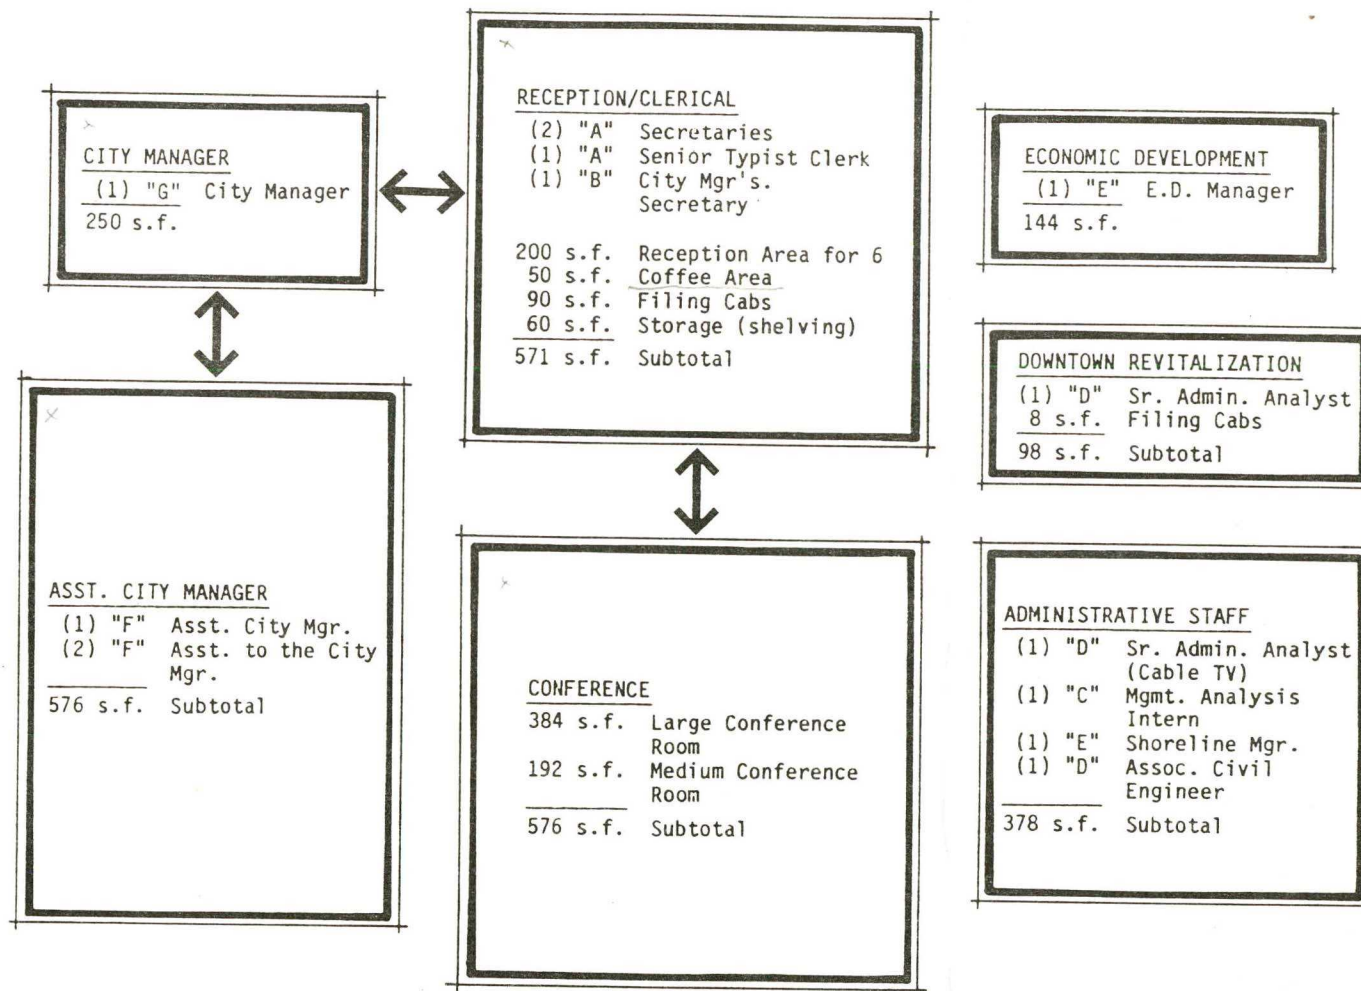 CITY MANAGER
(1) "G" City Manager
250 s.f.
RECEPTION/CLERICAL
(2) "A" Secretaries
(1) "A" Senior Typist Clerk
(1) "B" City Mgr's.
Secretary
200 s.f. Reception Area for 6
50 s.f. Coffee Area
90 s.f. Filing Cabs
60 s.f. Storage (shelving)
571 s.f. Subtotal
ECONOMIC DEVELOPMENT
(1) "E" E.D. Manager
144 s.f.
DOWNTOWN REVITALIZATION
(1) "D" Sr. Admin. Analyst
8 s.f. Filing Cabs
98 s.f. Subtotal
ASST. CITY MANAGER
(1) "F" Asst. City Mgr.
(2) "F" Asst. to the City
Mgr.
576 s.f. Subtotal
CONFERENCE
384 s.f. Large Conference
Room
192 s.f. Medium Conference
Room
576 s.f. Subtotal
ADMINISTRATIVE STAFF
(1) "D" Sr. Admin. Analyst
(Cable TV)
(1) "C" Mgmt. Analysis
Intern
(1) "E" Shoreline Mgr.
(1) "D" Assoc. Civil
Engineer
378 s.f. Subtotal